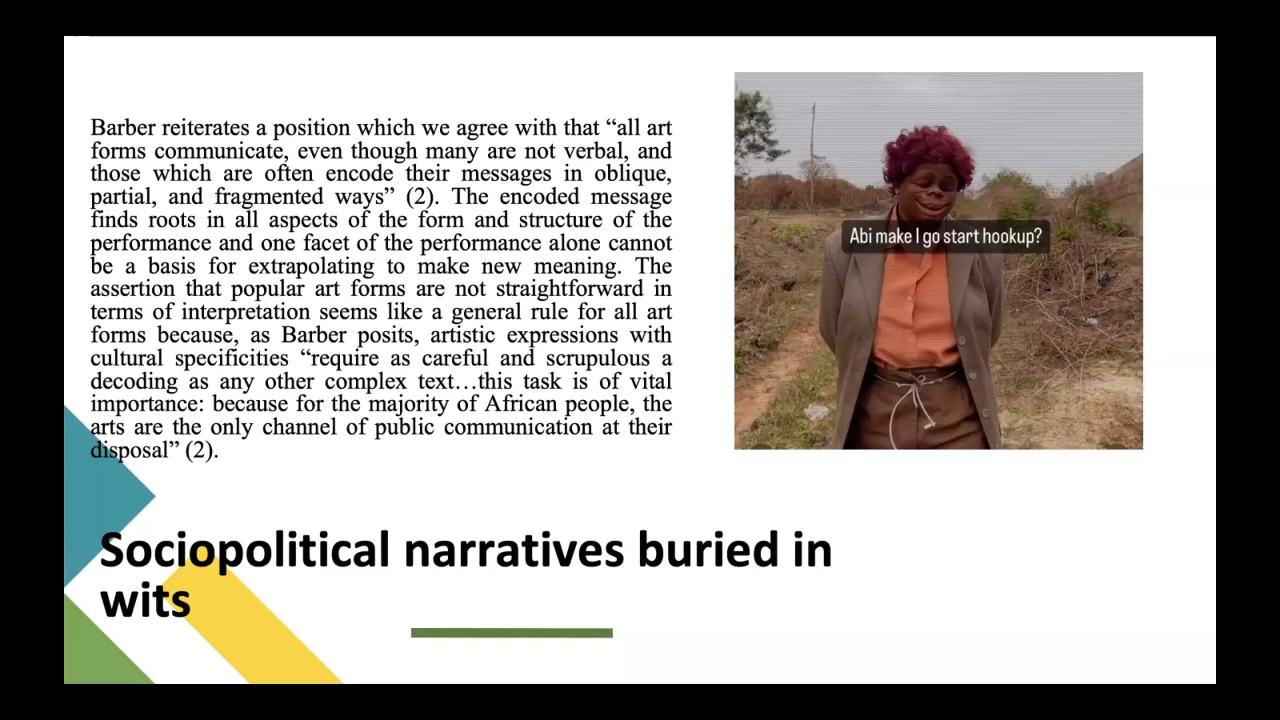 Barber reiterates a position which we agree with that “all art
forms communicate, even though many are not verbal, and
those which are often encode their messages in oblique,
partial, and fragmented ways” (2). The encoded message
finds roots in all aspects of the form and structure of the
performance and one facet of the performance alone cannot
be a basis for extrapolating to make new meaning. The
assertion that popular art forms are not straightforward in
terms of interpretation seems like a general rule for all art
forms because, as Barber posits, artistic expressions with
cultural specificities “require as careful and scrupulous a
decoding as any other complex text…this task is of vital
importance: because for the majority of African people, the
arts are the only channel of public communication at their
disposal” (2).
Abi make I go start hookup?
Sociopolitical narratives buried in
wits